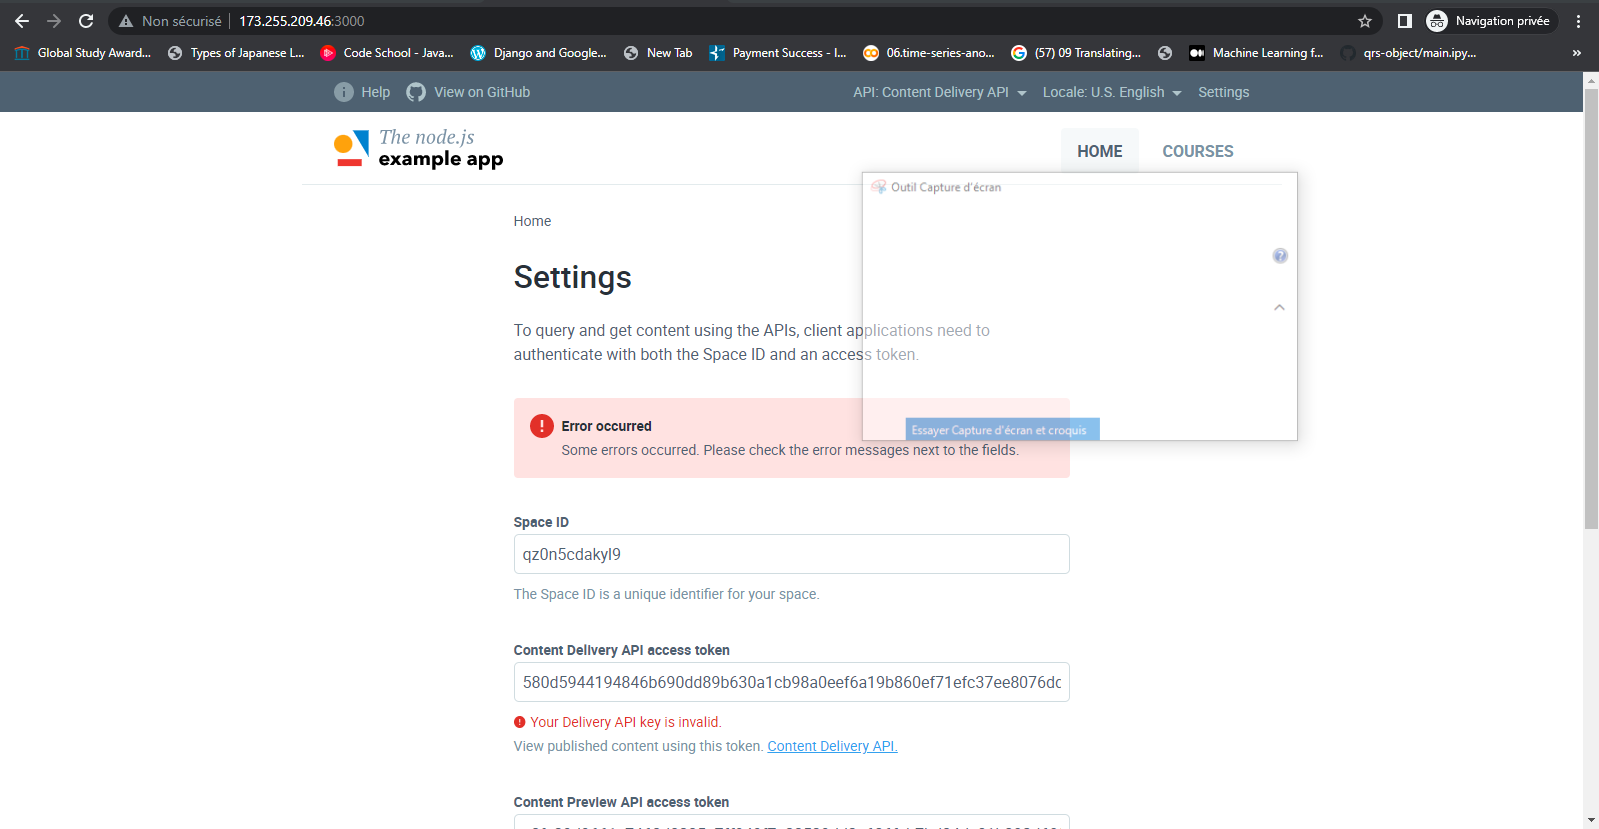 Non sécurisé 173.255.209.46:3000 Navigation privée
Global Study Award... Types of Japanese L... Code School - Java... Django and Google... New Tab Payment Success - I... 06.time-series-ano... (57) 09 Translating... Machine Learning f... qrs-object/main.ipy... »
Help View on GitHub API: Content Delivery API Locale: U.S. English Settings
The node.js
example app
HOME COURSES
Outil Capture d'écran
Home
Settings
To query and get content using the APIs, client applications need to
authenticate with both the Space ID and an access token.
Error occurred
Essayer Capture d'écran et croquis
Some errors occurred. Please check the error messages next to the fields.
Space ID
qz0n5cdakyl9
The Space ID is a unique identifier for your space.
Content Delivery API access token
580d5944194846b690dd89b630a1cb98a0eef6a19b860ef71efc37ee8076dc
Your Delivery API key is invalid.
View published content using this token. Content Delivery API.
Content Preview API access token